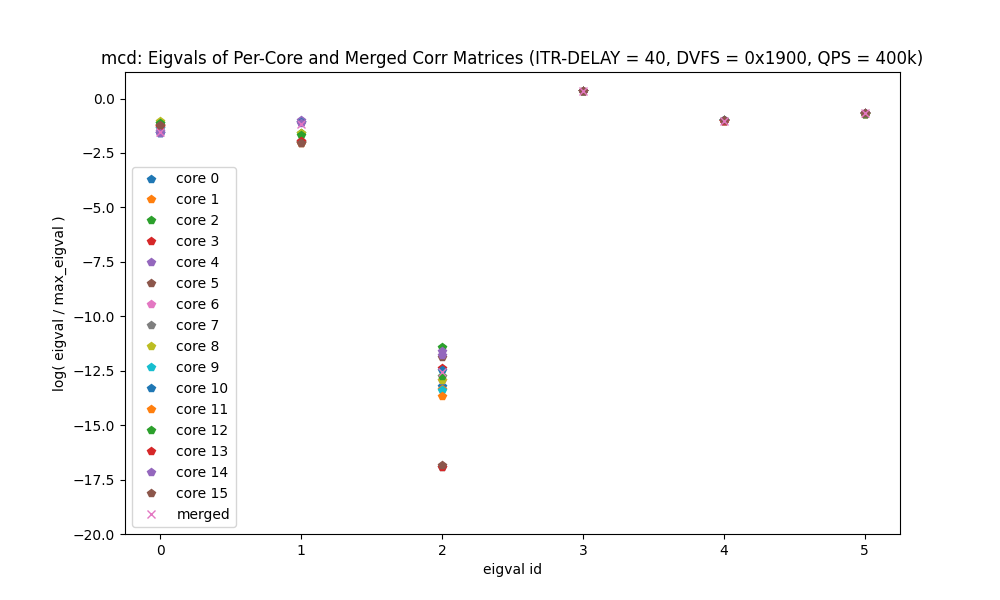 mcd: Eigvals of Per-Core and Merged Corr Matrices (ITR-DELAY = 40, DVFS = 0x1900, QPS = 400k)
log( eigval / max_eigval )
0.0
−2.5
−5.0
−7.5
−10.0
−12.5
−15.0
−17.5
−20.0
core 0
core 1
core 2
core 3
core 4
core 5
core 6
core 7
core 8
core 9
core 10
core 11
core 12
core 13
core 14
core 15
merged
0 1 2 3 4 5
eigval id